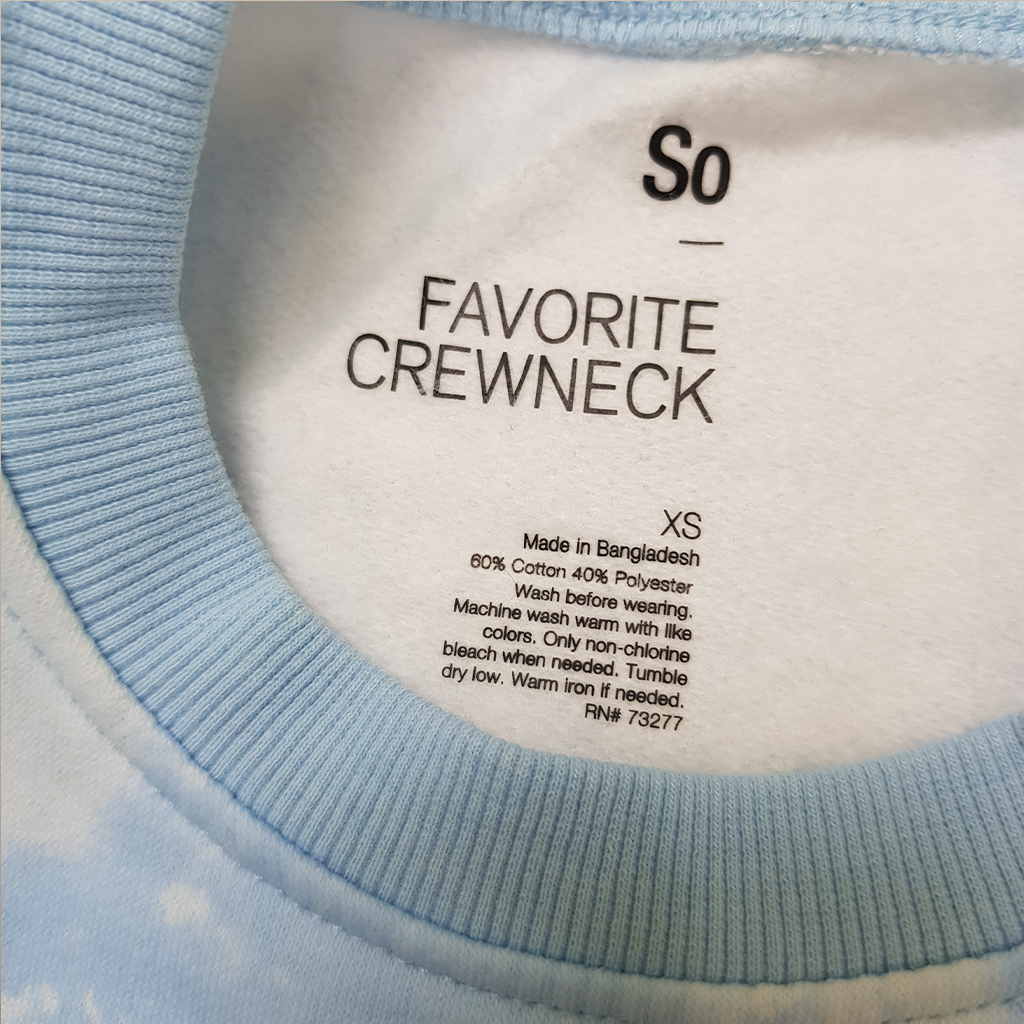 So
FAVORITE
CREWNECK
XS
Made in Bangladesh
60% Cotton 40% Polyester
Wash before wearing.
Machine wash warm with like
colors. Only non-chlorine
bleach when needed. Tumble
dry low. Warm iron if needed.
RN# 73277